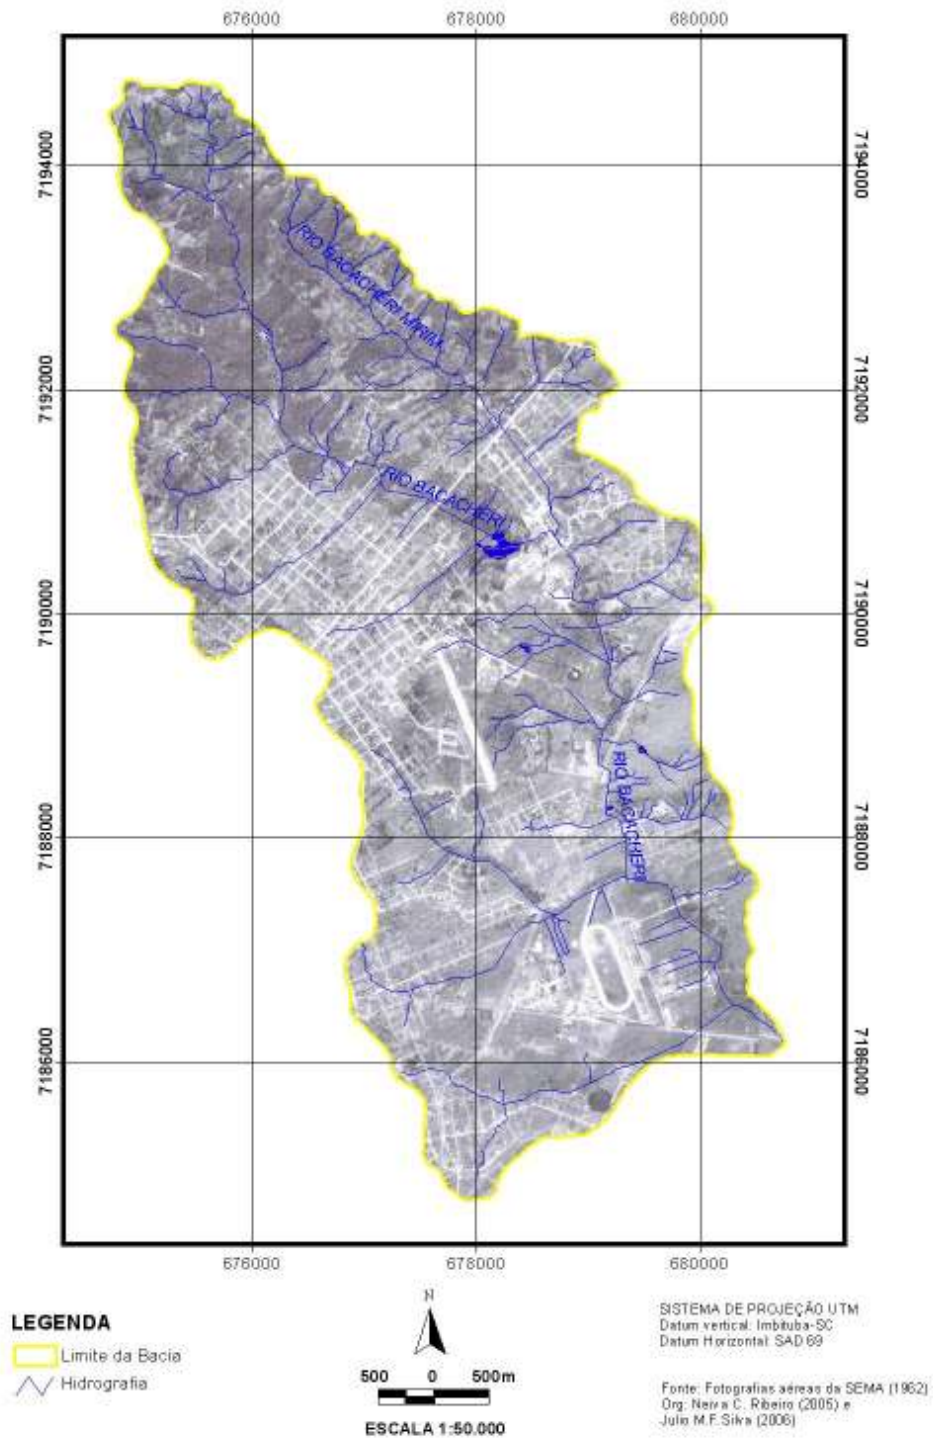 676000 678000 680000
7194000
7194000
RIO BACACHERI MIRIM
7192000
7192000
RIO BACACHERI
7190000
7190000
RIO BACACHERI
7188000
7188000
7186000
7186000
676000 678000 680000
N
LEGENDA
Limite da Bacia
Hidrografia
500 0 500m
ESCALA 1:50.000
SISTEMA DE PROJEÇÃO UTM
Datum vertical: Imbituba-SC
Datum Horizontal: SAD 69
Fonte: Fotografias aéreas da SEMA (1962)
Org: Neiva C. Ribeiro (2005) e
Julio M.F. Silva (2006)